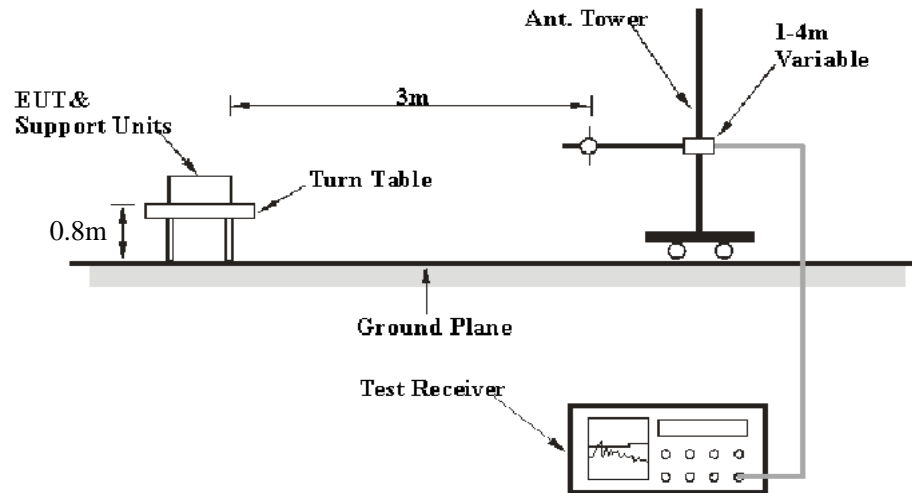 Ant. Tower
1-4m
Variable
3m
EUT&
Support Units
Turn Table
0.8m
Ground Plane
Test Receiver